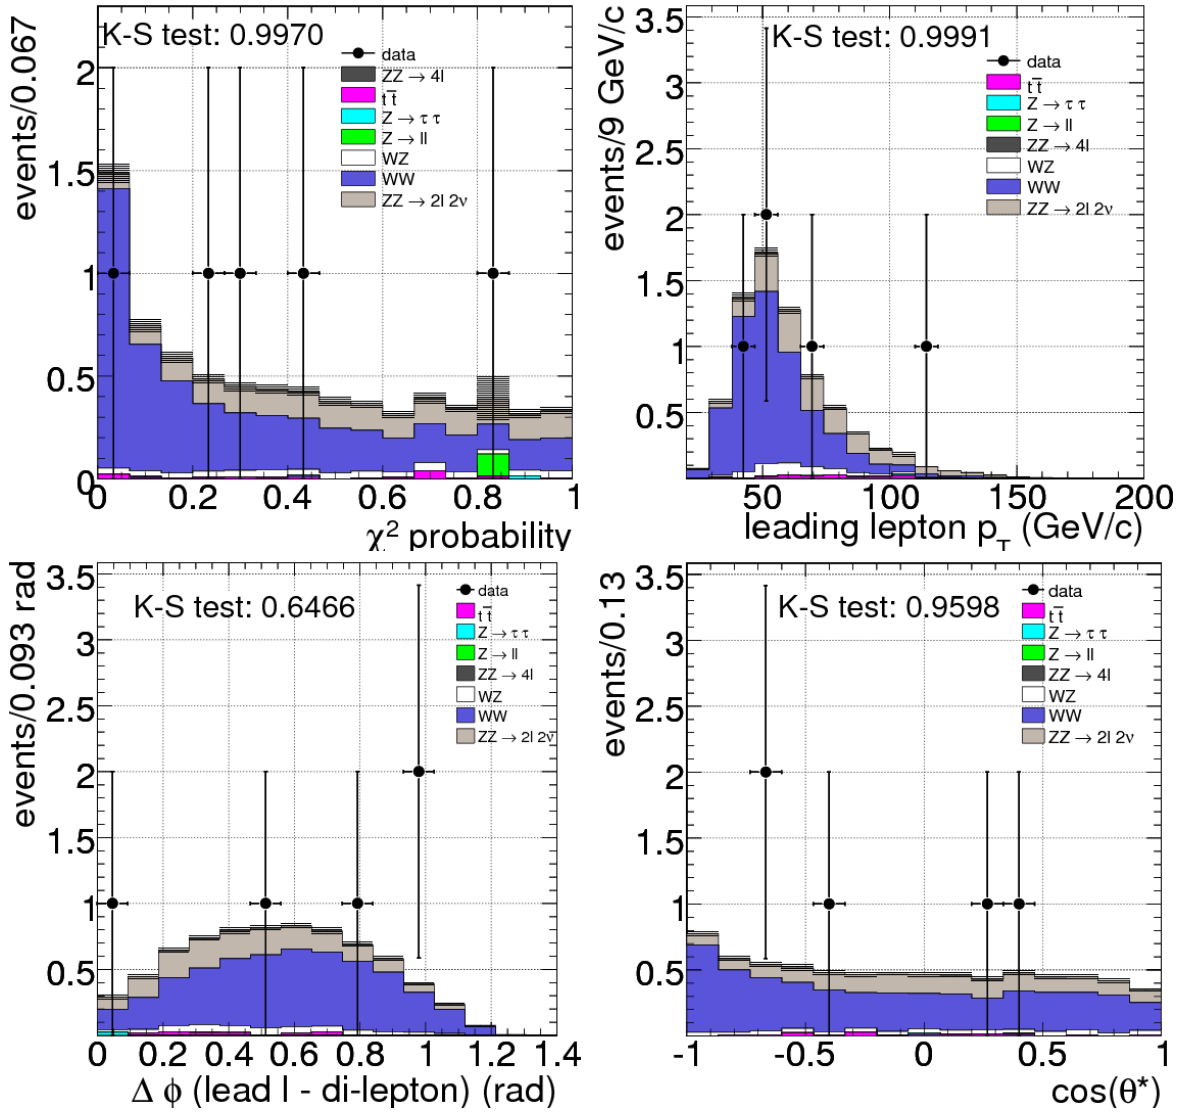 K-S test: 0.9970
events/0.067
data
ZZ → 4l
tt̅
Z → τ τ
Z → ll
WZ
WW
ZZ → 2l 2ν
2
1.5
1
0.5
0
0 0.2 0.4 0.6 0.8 1
χ² probability
K-S test: 0.9991
events/9 GeV/c
data
tt̅
Z → τ τ
Z → ll
ZZ → 4l
WZ
WW
ZZ → 2l 2ν
3.5
3
2.5
2
1.5
1
0.5
50 100 150 200
leading lepton p_T (GeV/c)
K-S test: 0.6466
events/0.093 rad
data
tt̅
Z → τ τ
Z → ll
ZZ → 4l
WZ
WW
ZZ → 2l 2ν
3.5
3
2.5
2
1.5
1
0.5
0 0.2 0.4 0.6 0.8 1 1.2 1.4
Δ ϕ (lead l - di-lepton) (rad)
K-S test: 0.9598
events/0.13
data
tt̅
Z → τ τ
Z → ll
ZZ → 4l
WZ
WW
ZZ → 2l 2ν
3.5
3
2.5
2
1.5
1
0.5
-1 -0.5 0 0.5 1
cos(θ*)